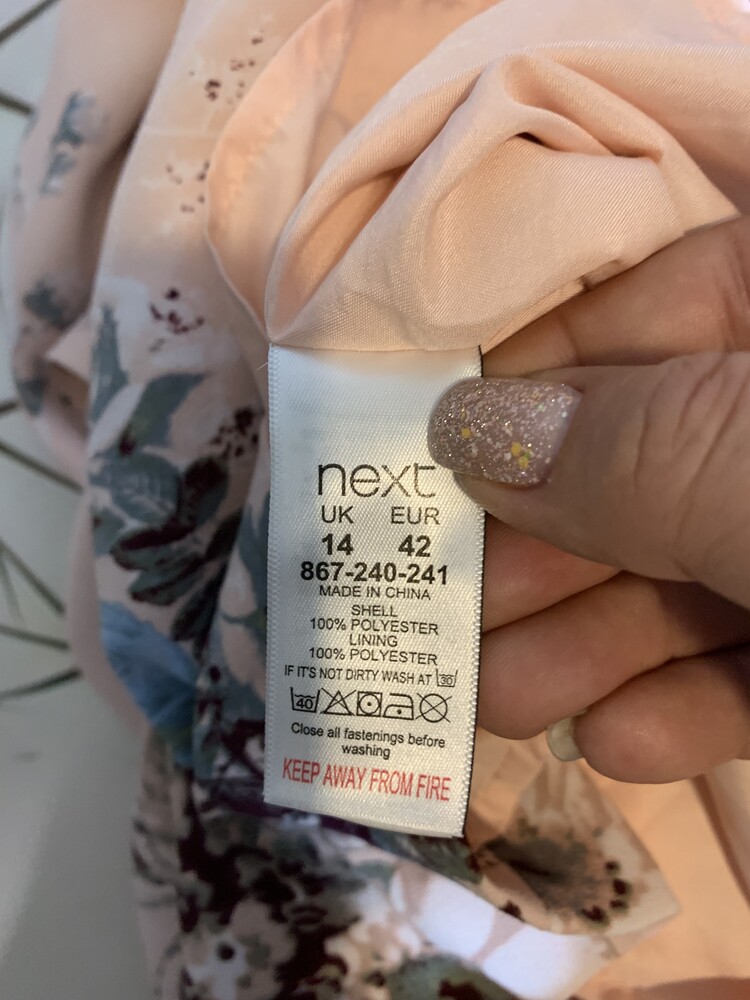 next
UK EUR
14 42
867-240-241
MADE IN CHINA
SHELL
100% POLYESTER
LINING
100% POLYESTER
IF IT'S NOT DIRTY WASH AT 30
40
Close all fastenings before
washing
KEEP AWAY FROM FIRE